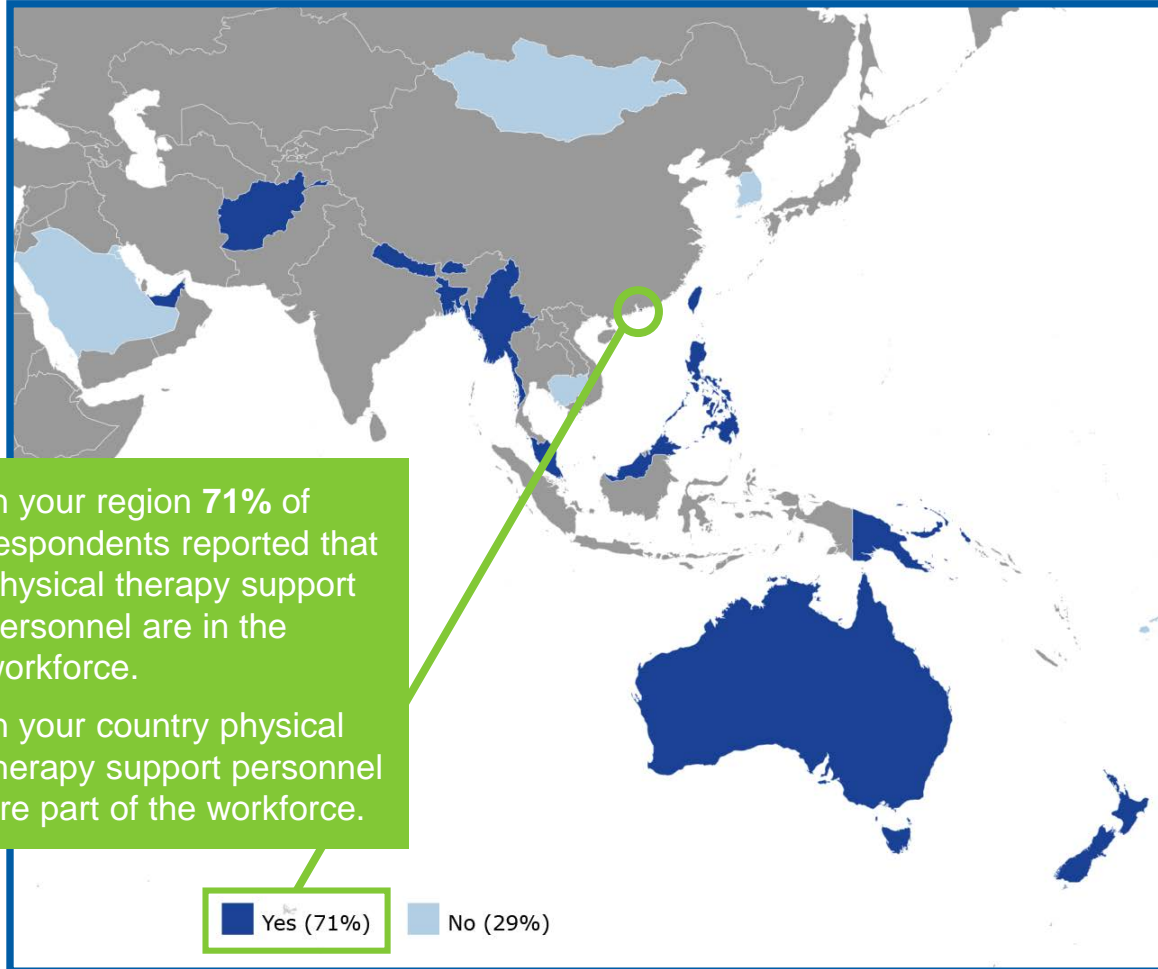 n your region 71% of
espondents reported that
hysical therapy support
ersonnel are in the
vorkforce.
n your country physical
herapy support personnel
re part of the workforce.
Yes (71%)
No (29%)